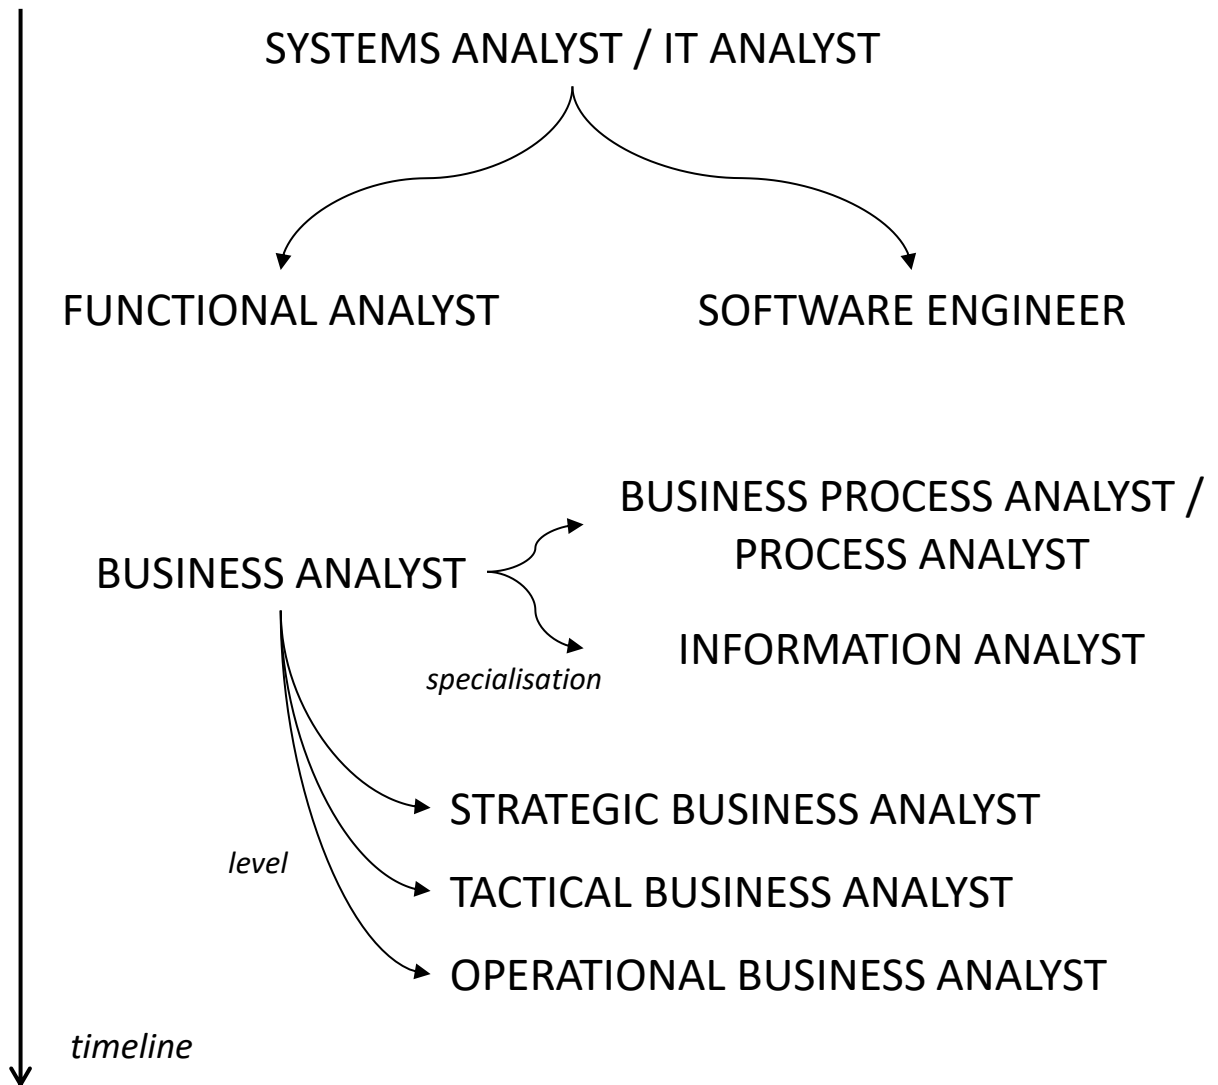 SYSTEMS ANALYST / IT ANALYST
FUNCTIONAL ANALYST
SOFTWARE ENGINEER
BUSINESS PROCESS ANALYST /
PROCESS ANALYST
BUSINESS ANALYST
INFORMATION ANALYST
specialisation
STRATEGIC BUSINESS ANALYST
level
TACTICAL BUSINESS ANALYST
OPERATIONAL BUSINESS ANALYST
timeline